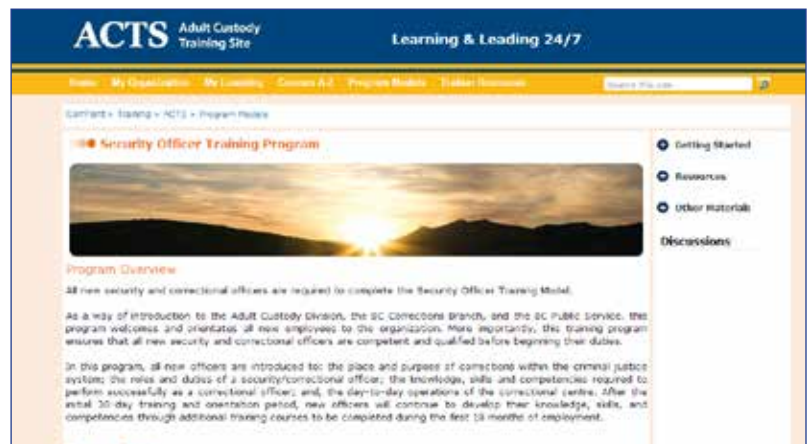 ACTS Adult Custody
Training Site
Learning & Leading 24/7
Home My Organization My Learning Courses A-Z Program Models Trainer Resources
Search this site...
CorrPoint > Training > ACTS > Program Models
Security Officer Training Program
Getting Started
Resources
Other Materials
Discussions
Program Overview
All new security and correctional officers are required to complete the Security Officer Training Model.
As a way of introduction to the Adult Custody Division, the BC Corrections Branch, and the BC Public Service, this
program welcomes and orientates all new employees to the organization. More importantly, this training program
ensures that all new security and correctional officers are competent and qualified before beginning their duties.
In this program, all new officers are introduced to: the place and purpose of corrections within the criminal justice
system; the roles and duties of a security/correctional officer; the knowledge, skills and competencies required to
perform successfully as a correctional officer; and, the day-to-day operations of the correctional centre. After the
initial 30 day training and orientation period, new officers will continue to develop their knowledge, skills, and
competencies through additional training courses to be completed during the first 18 months of employment.